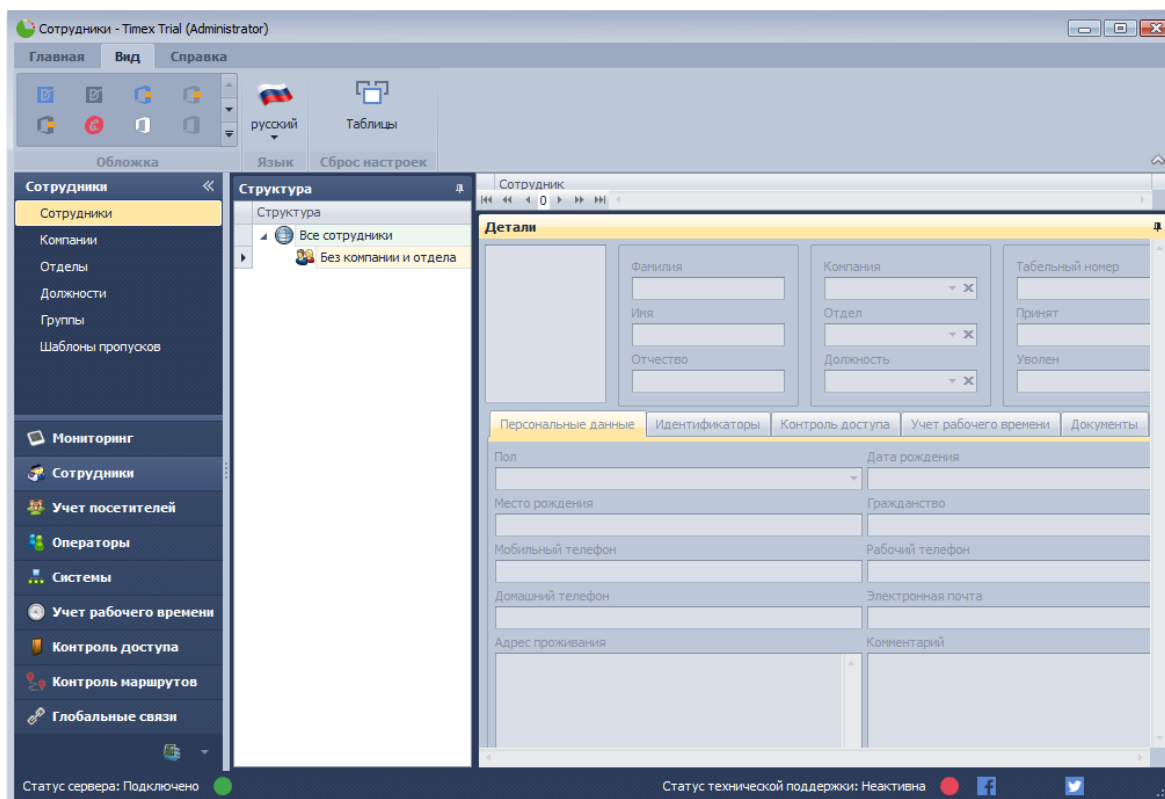 Сотрудники - Timex Trial (Administrator)
Главная Вид Справка
русский
Таблицы
Обложка Язык Сброс настроек
Сотрудники
Сотрудники
Компании
Отделы
Должности
Группы
Шаблоны пропусков
Мониторинг
Сотрудники
Учет посетителей
Операторы
Системы
Учет рабочего времени
Контроль доступа
Контроль маршрутов
Глобальные связи
Структура
Структура
Все сотрудники
Без компании и отдела
Сотрудник
0
Детали
Фамилия Компания Табельный номер
Имя Отдел Принят
Отчество Должность Уволен
Персональные данные Идентификаторы Контроль доступа Учет рабочего времени Документы
Пол Дата рождения
Место рождения Гражданство
Мобильный телефон Рабочий телефон
Домашний телефон Электронная почта
Адрес проживания Комментарий
Статус сервера: Подключено Статус технической поддержки: Неактивна